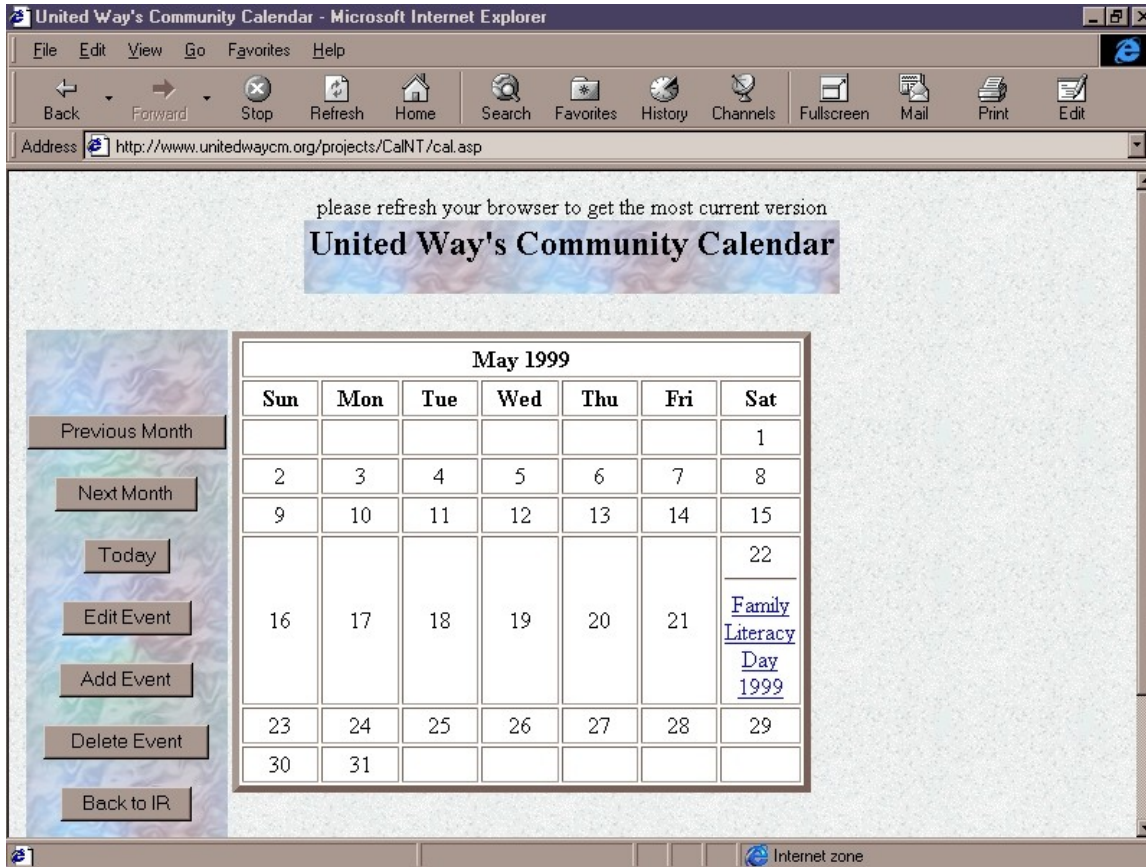 United Way's Community Calendar - Microsoft Internet Explorer
File Edit View Go Favorites Help
Back Forward Stop Refresh Home Search Favorites History Channels Fullscreen Mail Print Edit
Address http://www.unitedwaycm.org/projects/CalNT/cal.asp
please refresh your browser to get the most current version
United Way's Community Calendar
Previous Month
Next Month
Today
Edit Event
Add Event
Delete Event
Back to IR
May 1999
Sun Mon Tue Wed Thu Fri Sat
1
2 3 4 5 6 7 8
9 10 11 12 13 14 15
16 17 18 19 20 21 22
Family
Literacy
Day
1999
23 24 25 26 27 28 29
30 31
Internet zone